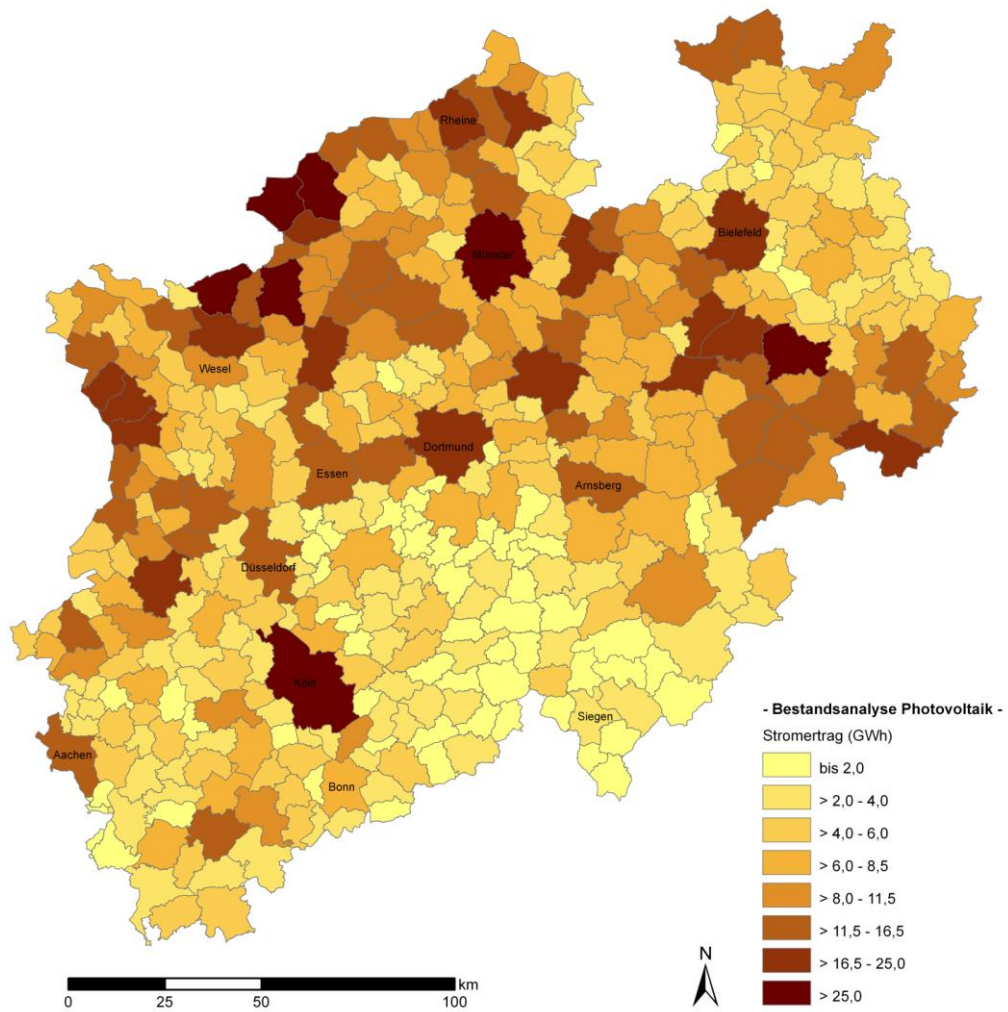 Rheine
Münster
Bielefeld
Wesel
Dortmund
Essen
Arnsberg
Düsseldorf
Köln
Siegen
Aachen
Bonn
- Bestandsanalyse Photovoltaik -
Stromertrag (GWh)
bis 2,0
> 2,0 - 4,0
> 4,0 - 6,0
> 6,0 - 8,5
> 8,0 - 11,5
> 11,5 - 16,5
> 16,5 - 25,0
> 25,0
N
km
0 25 50 100